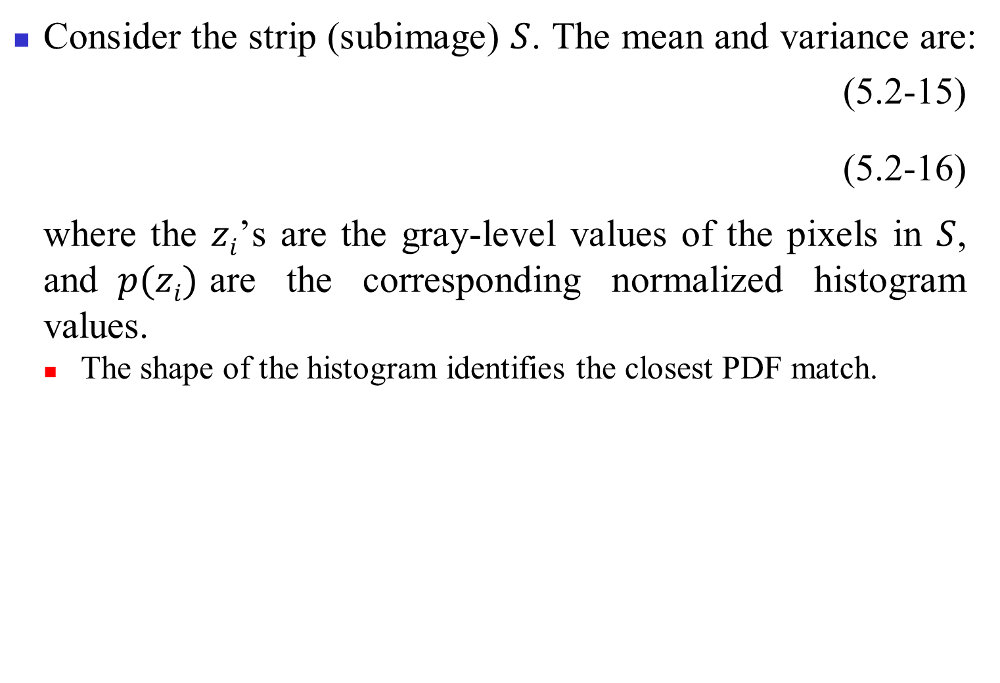 ▪ Consider the strip (subimage) 𝑆. The mean and variance are:
(5.2-15)
(5.2-16)
where the 𝑧ᵢ’s are the gray-level values of the pixels in 𝑆,
and 𝑝(𝑧ᵢ) are the corresponding normalized histogram
values.
▪ The shape of the histogram identifies the closest PDF match.